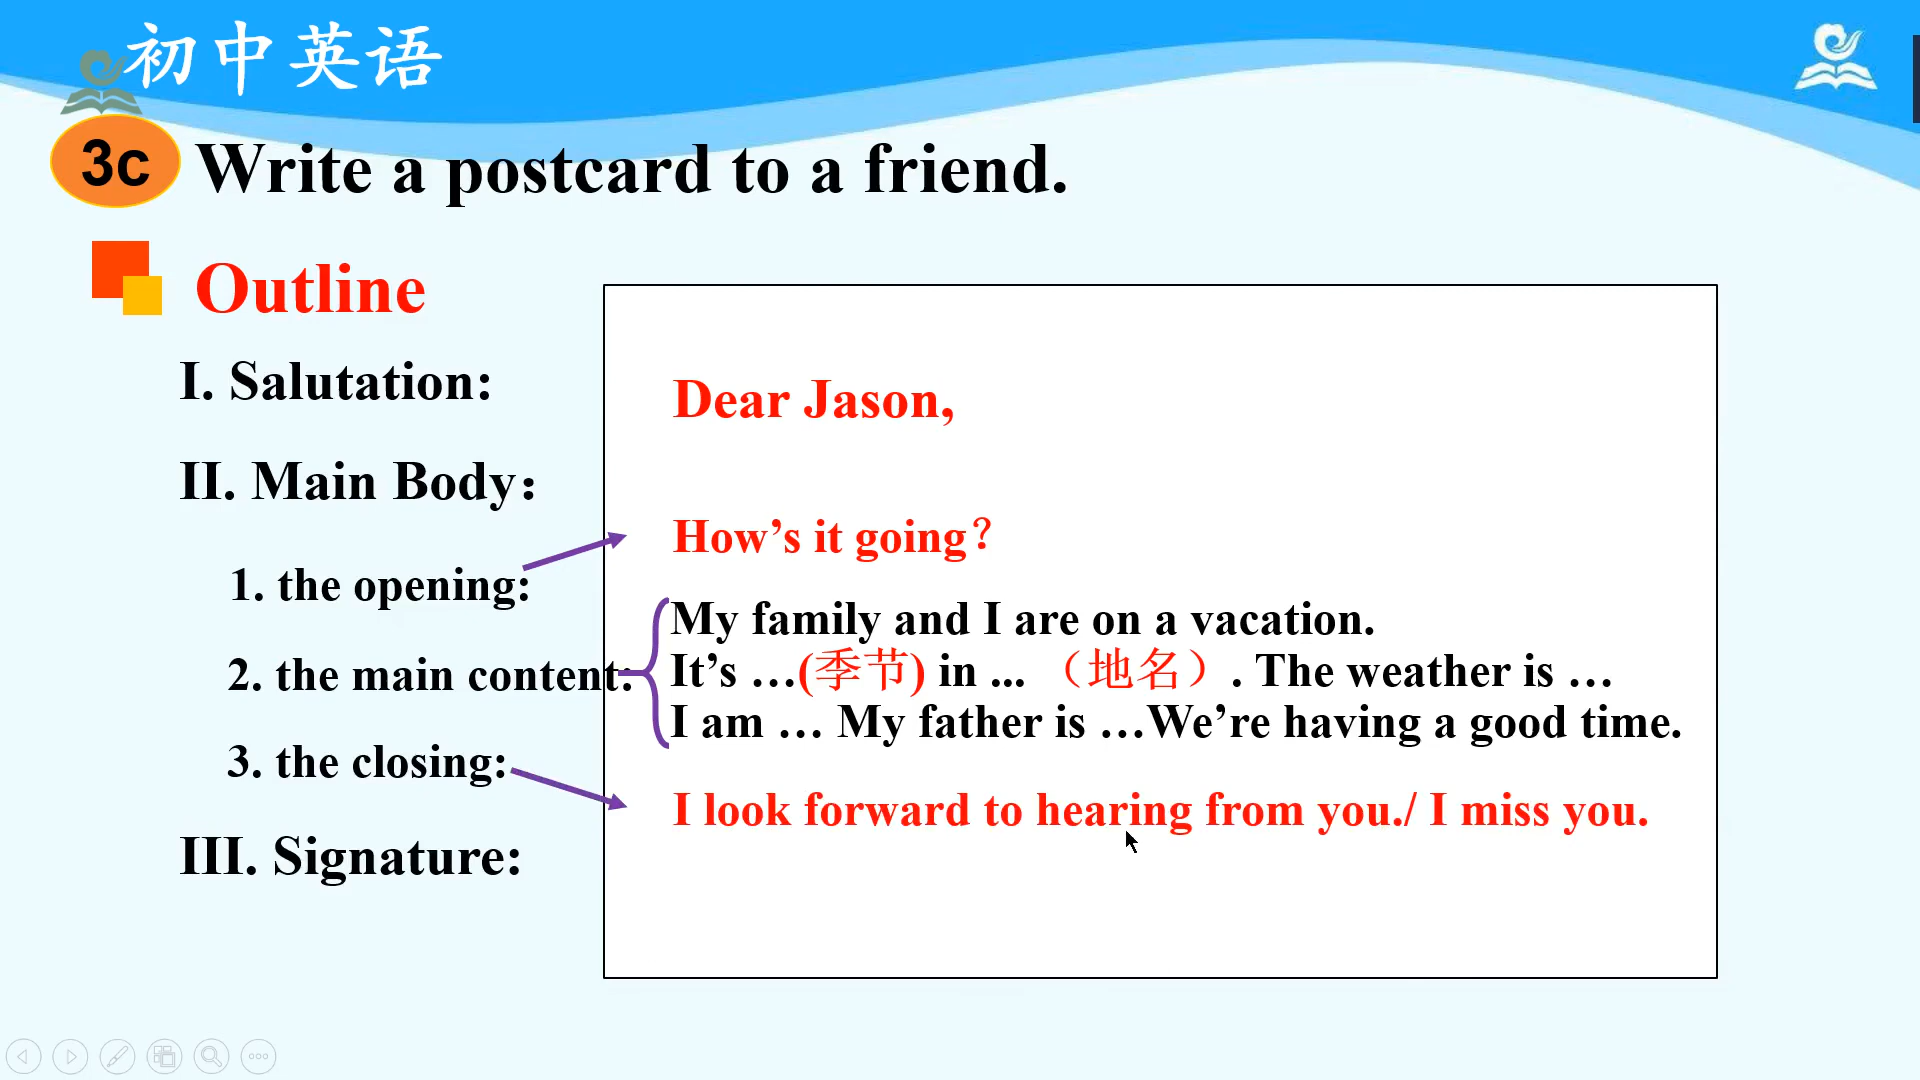 初中英语
3c Write a postcard to a friend.
Outline
I. Salutation:
Dear Jason,
II. Main Body：
1. the opening:
How’s it going？
2. the main content:
My family and I are on a vacation.
It’s …(季节) in ... （地名）. The weather is …
I am … My father is …We’re having a good time.
3. the closing:
I look forward to hearing from you./ I miss you.
III. Signature: